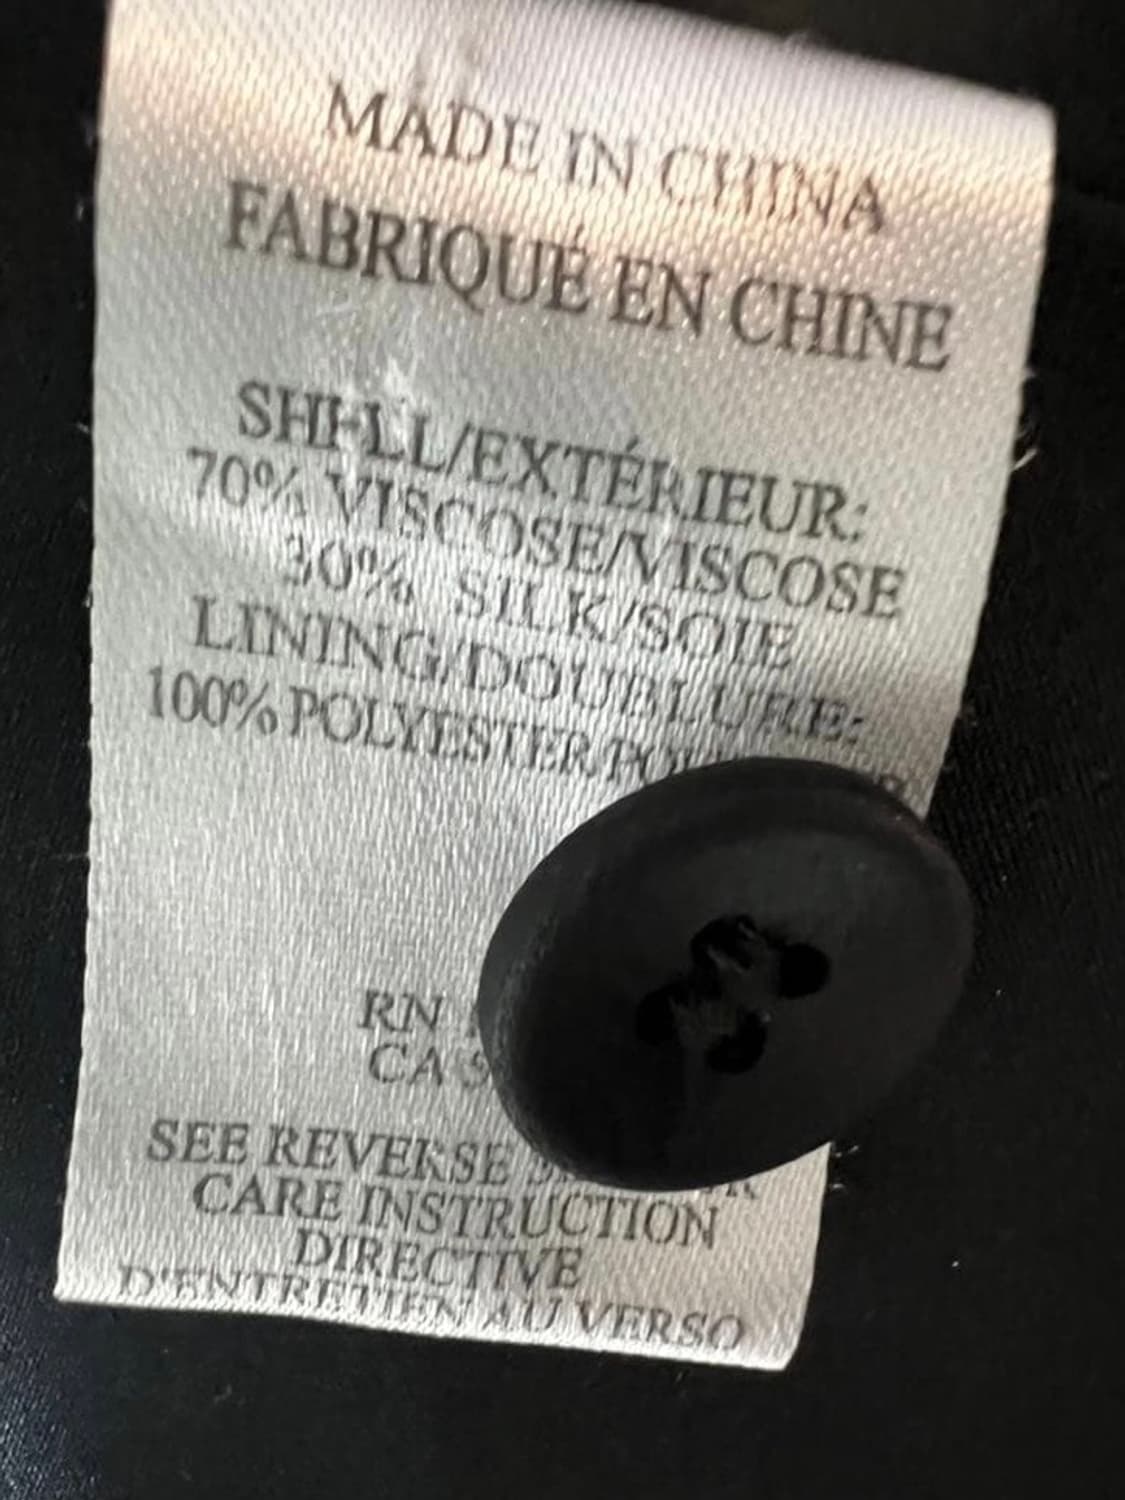 MADE IN CHINA
FABRIQUÉ EN CHINE
SHELL/EXTÉRIEUR:
70% VISCOSE/VISCOSE
30% SILK/SOIE
LINING/DOUBLURE:
100% POLYESTER
RN
CA
SEE REVERSE
CARE INSTRUCTION
DIRECTIVE
D'ENTRETIEN AU VERSO